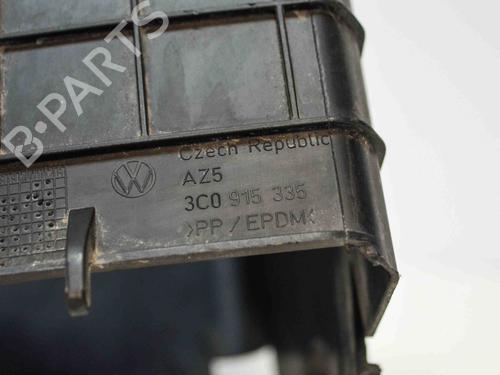 B-PARTS
Czech Republic
AZ5
3C0 915 335
>PP/EPDM<